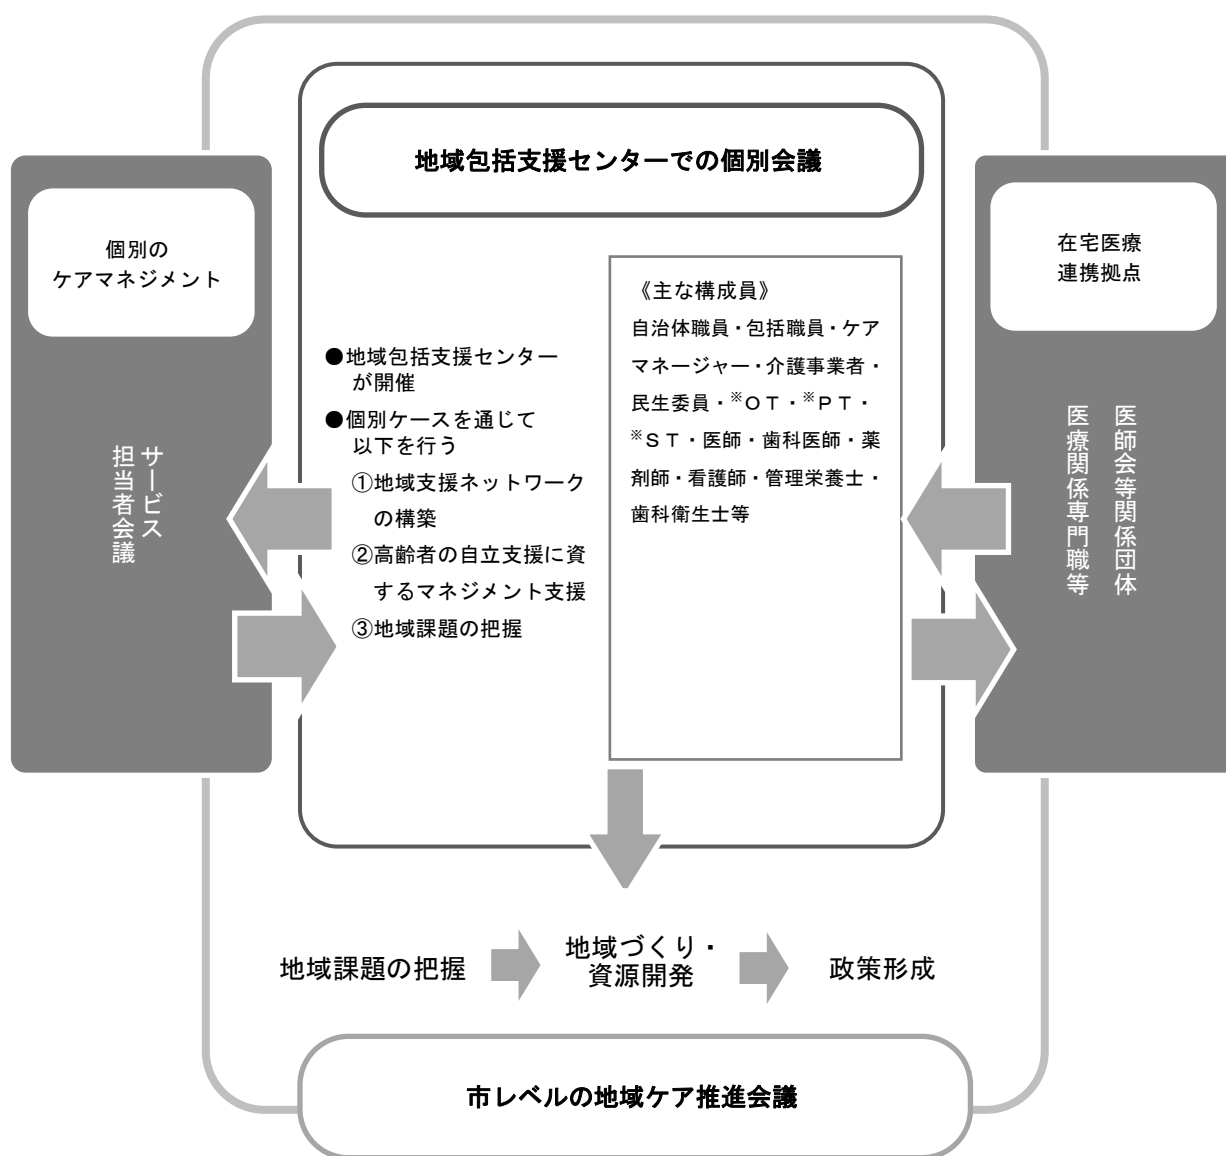 地域包括支援センターでの個別会議
個別の
ケアマネジメント
サービス
担当者会議
●地域包括支援センター
が開催
●個別ケースを通じて
以下を行う
①地域支援ネットワーク
の構築
②高齢者の自立支援に資
するマネジメント支援
③地域課題の把握
《主な構成員》
自治体職員・包括職員・ケア
マネージャー・介護事業者・
民生委員・※ＯＴ・※ＰＴ・
※ＳＴ・医師・歯科医師・薬
剤師・看護師・管理栄養士・
歯科衛生士等
在宅医療
連携拠点
医師会等関係団体
医療関係専門職等
地域課題の把握
地域づくり・
資源開発
政策形成
市レベルの地域ケア推進会議